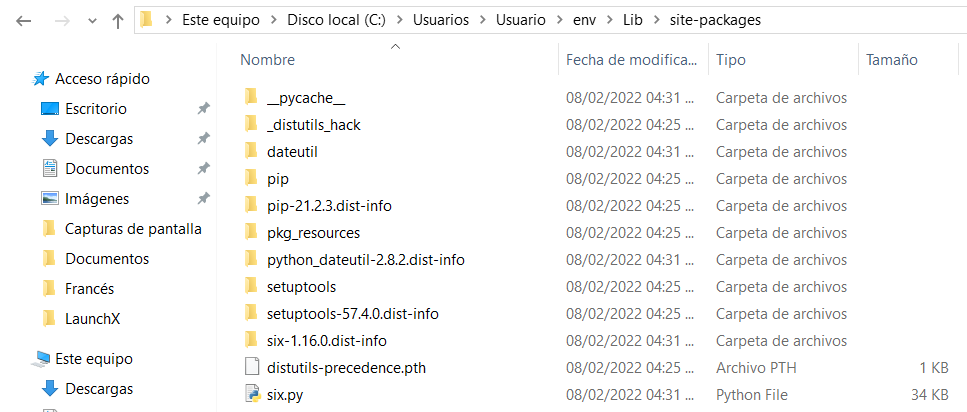 Este equipo > Disco local (C:) > Usuarios > Usuario > env > Lib > site-packages
Nombre Fecha de modifica... Tipo Tamaño
Acceso rápido
Escritorio
Descargas
Documentos
Imágenes
Capturas de pantalla
Documentos
Francés
LaunchX
Este equipo
Descargas
__pycache__ 08/02/2022 04:31 ... Carpeta de archivos
_distutils_hack 08/02/2022 04:25 ... Carpeta de archivos
dateutil 08/02/2022 04:31 ... Carpeta de archivos
pip 08/02/2022 04:25 ... Carpeta de archivos
pip-21.2.3.dist-info 08/02/2022 04:25 ... Carpeta de archivos
pkg_resources 08/02/2022 04:25 ... Carpeta de archivos
python_dateutil-2.8.2.dist-info 08/02/2022 04:31 ... Carpeta de archivos
setuptools 08/02/2022 04:25 ... Carpeta de archivos
setuptools-57.4.0.dist-info 08/02/2022 04:25 ... Carpeta de archivos
six-1.16.0.dist-info 08/02/2022 04:31 ... Carpeta de archivos
distutils-precedence.pth 08/02/2022 04:25 ... Archivo PTH 1 KB
six.py 08/02/2022 04:31 ... Python File 34 KB